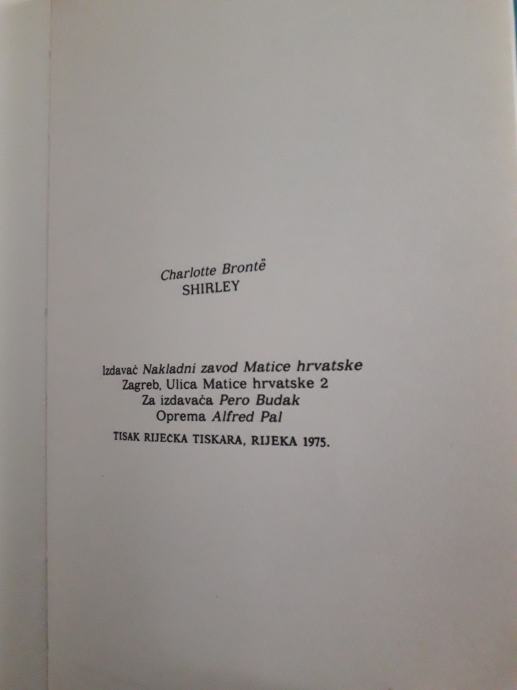 Charlotte Brontë
SHIRLEY
Izdavač Nakladni zavod Matice hrvatske
Zagreb, Ulica Matice hrvatske 2
Za izdavača Pero Budak
Oprema Alfred Pal
TISAK RIJEČKA TISKARA, RIJEKA 1975.